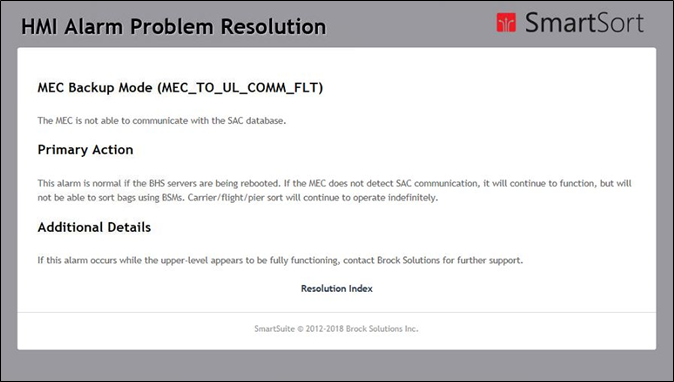 HMI Alarm Problem Resolution
SmartSort
MEC Backup Mode (MEC_TO_UL_COMM_FLT)
The MEC is not able to communicate with the SAC database.
Primary Action
This alarm is normal if the BHS servers are being rebooted. If the MEC does not detect SAC communication, it will continue to function, but will
not be able to sort bags using BSMs. Carrier/flight/pier sort will continue to operate indefinitely.
Additional Details
If this alarm occurs while the upper-level appears to be fully functioning, contact Brock Solutions for further support.
Resolution Index
SmartSuite © 2012-2018 Brock Solutions Inc.